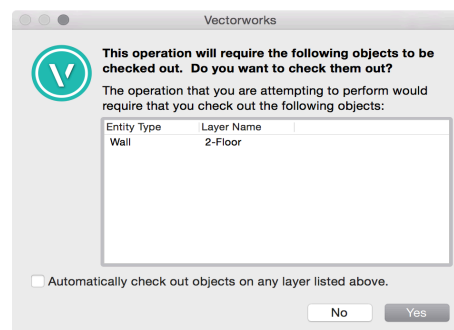 Vectorworks
This operation will require the following objects to be
checked out. Do you want to check them out?
The operation that you are attempting to perform would
require that you check out the following objects:
Entity Type Layer Name
Wall 2-Floor
Automatically check out objects on any layer listed above.
No Yes